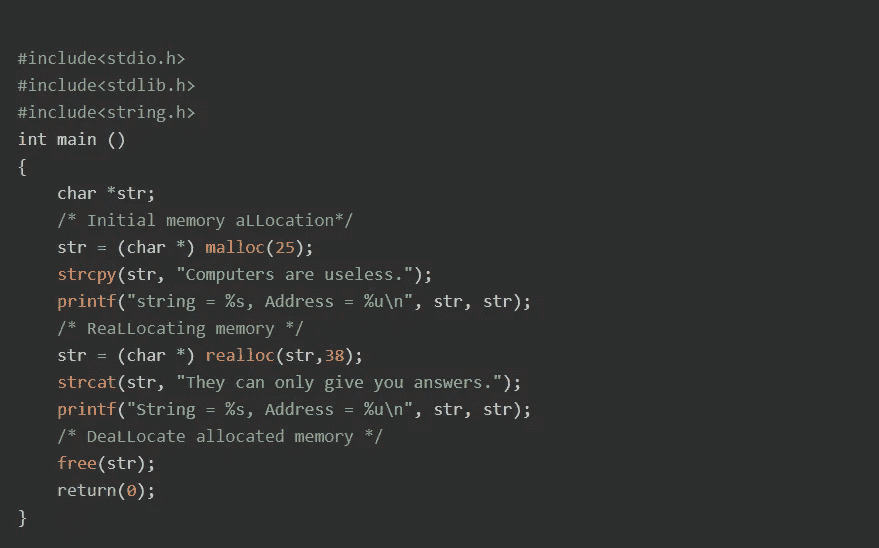 #include<stdio.h>
#include<stdlib.h>
#include<string.h>
int main ()
{
    char *str;
    /* Initial memory aLLocation*/
    str = (char *) malloc(25);
    strcpy(str, "Computers are useless.");
    printf("string = %s, Address = %u\n", str, str);
    /* ReaLLocating memory */
    str = (char *) realloc(str,38);
    strcat(str, "They can only give you answers.");
    printf("String = %s, Address = %u\n", str, str);
    /* DeaLLocate allocated memory */
    free(str);
    return(0);
}